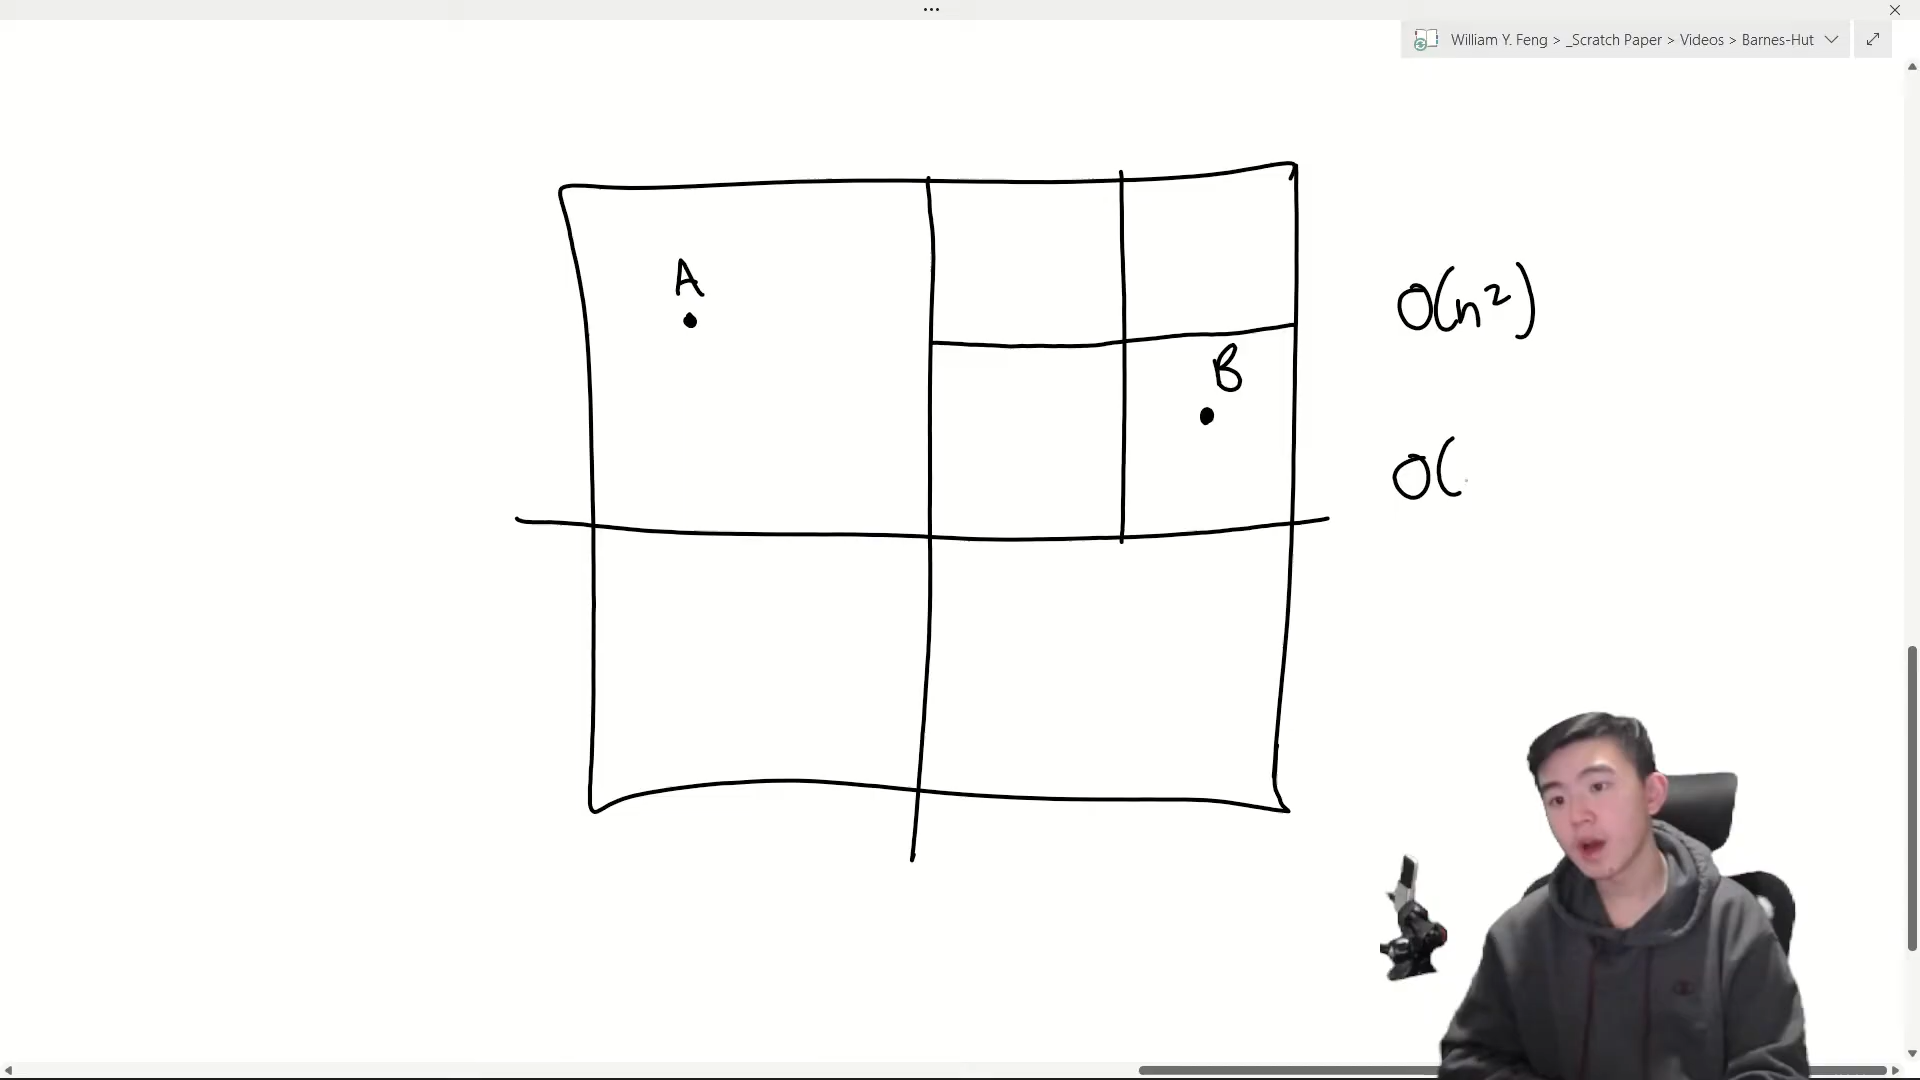 ...
William Y. Feng > _Scratch Paper > Videos > Barnes-Hut
A
O(n²)
B
O(